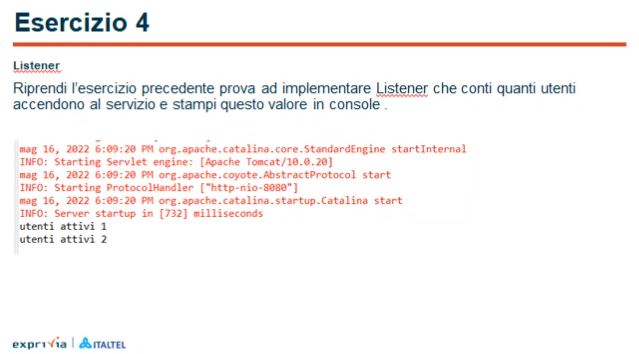 Esercizio 4
Listener
Riprendi l'esercizio precedente prova ad implementare Listener che conti quanti utenti
accendono al servizio e stampi questo valore in console .
mag 16, 2022 6:09:20 PM org.apache.catalina.core.StandardEngine startInternal
INFO: Starting Servlet engine: [Apache Tomcat/10.0.20]
mag 16, 2022 6:09:20 PM org.apache.coyote.AbstractProtocol start
INFO: Starting ProtocolHandler ["http-nio-8080"]
mag 16, 2022 6:09:20 PM org.apache.catalina.startup.Catalina start
INFO: Server startup in [732] milliseconds
utenti attivi 1
utenti attivi 2
exprivia | ITALTEL